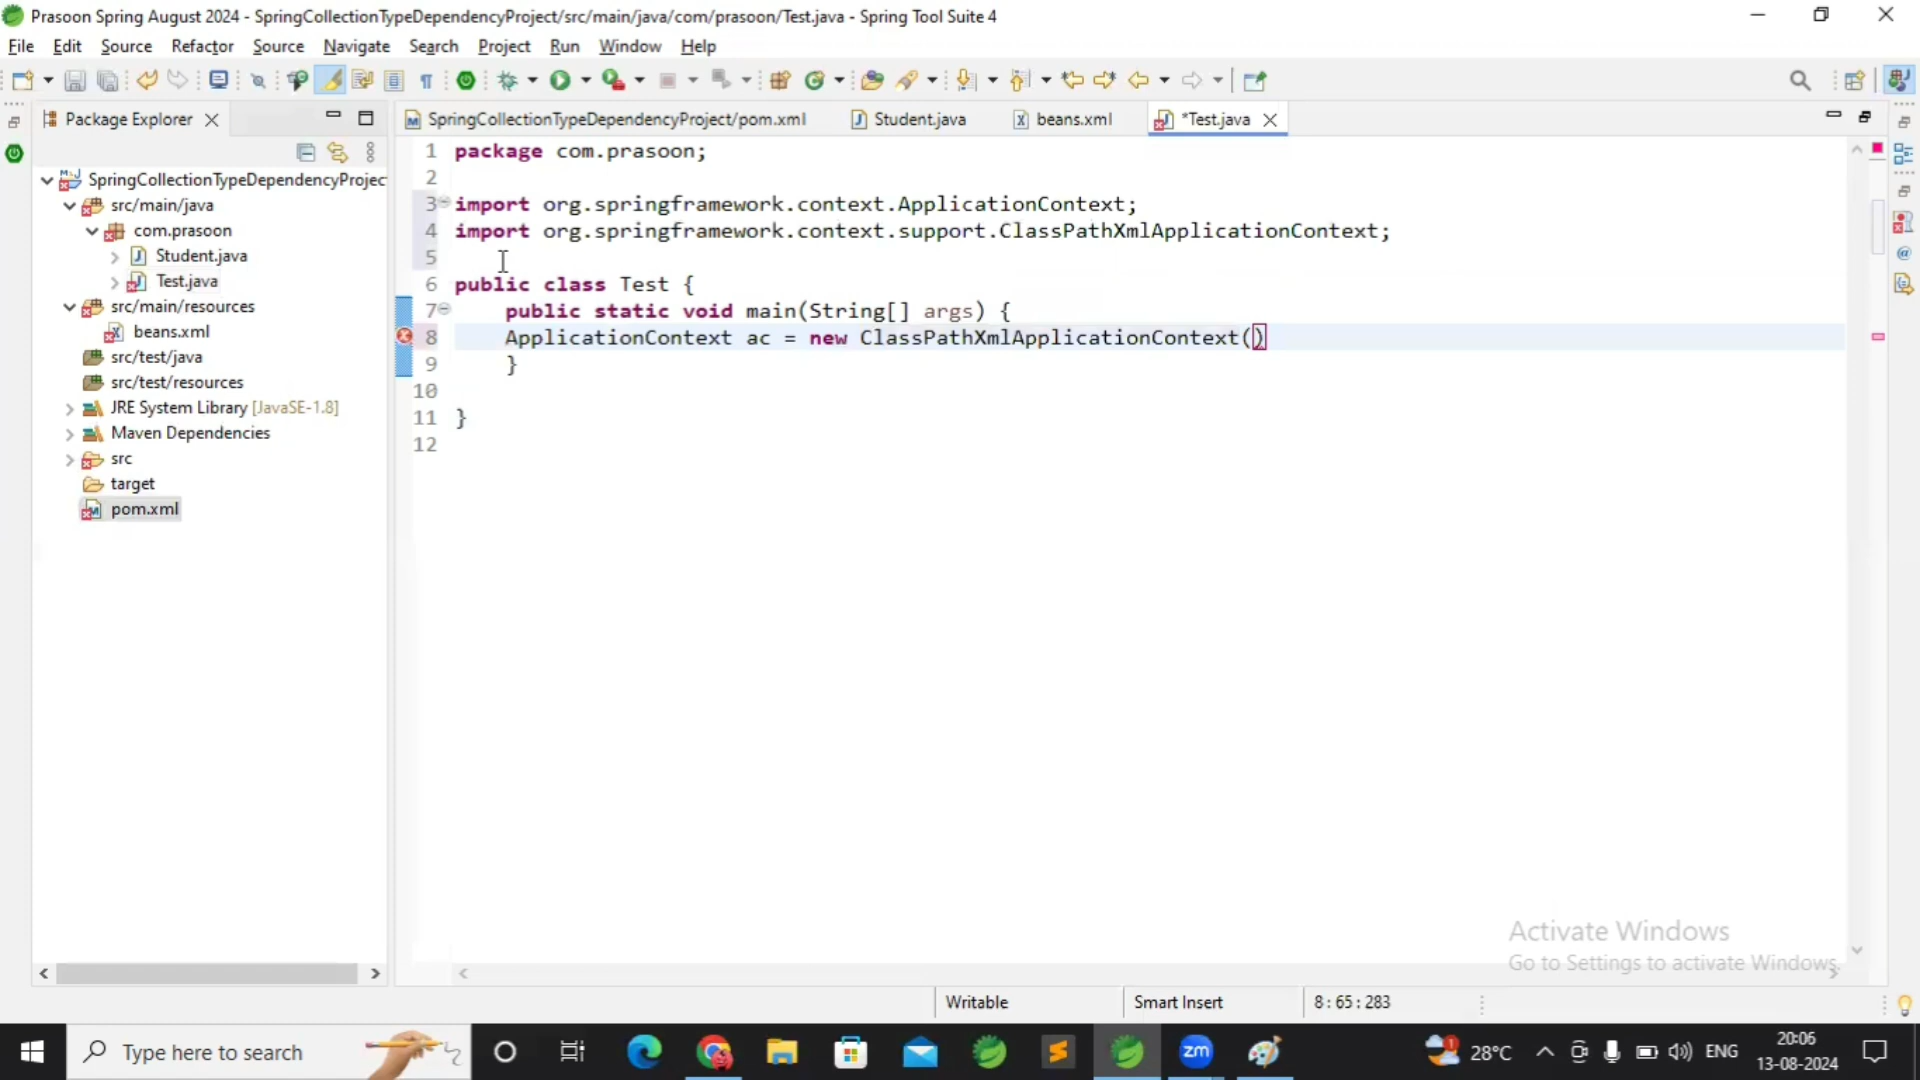 Prasoon Spring August 2024 - SpringCollectionTypeDependencyProject/src/main/java/com/prasoon/Test.java - Spring Tool Suite 4
File Edit Source Refactor Source Navigate Search Project Run Window Help
Package Explorer
SpringCollectionTypeDependencyProject/pom.xml Student.java beans.xml *Test.java
SpringCollectionTypeDependencyProjec
src/main/java
com.prasoon
Student.java
Test.java
src/main/resources
beans.xml
src/test/java
src/test/resources
JRE System Library [JavaSE-1.8]
Maven Dependencies
src
target
pom.xml
1 package com.prasoon;
2
3 import org.springframework.context.ApplicationContext;
4 import org.springframework.context.support.ClassPathXmlApplicationContext;
5
6 public class Test {
7 public static void main(String[] args) {
8 ApplicationContext ac = new ClassPathXmlApplicationContext()
9 }
10
11 }
12
Activate Windows
Go to Settings to activate Windows.
Writable Smart Insert 8 : 65 : 283
Type here to search
zm
28°C ENG
20:06
13-08-2024